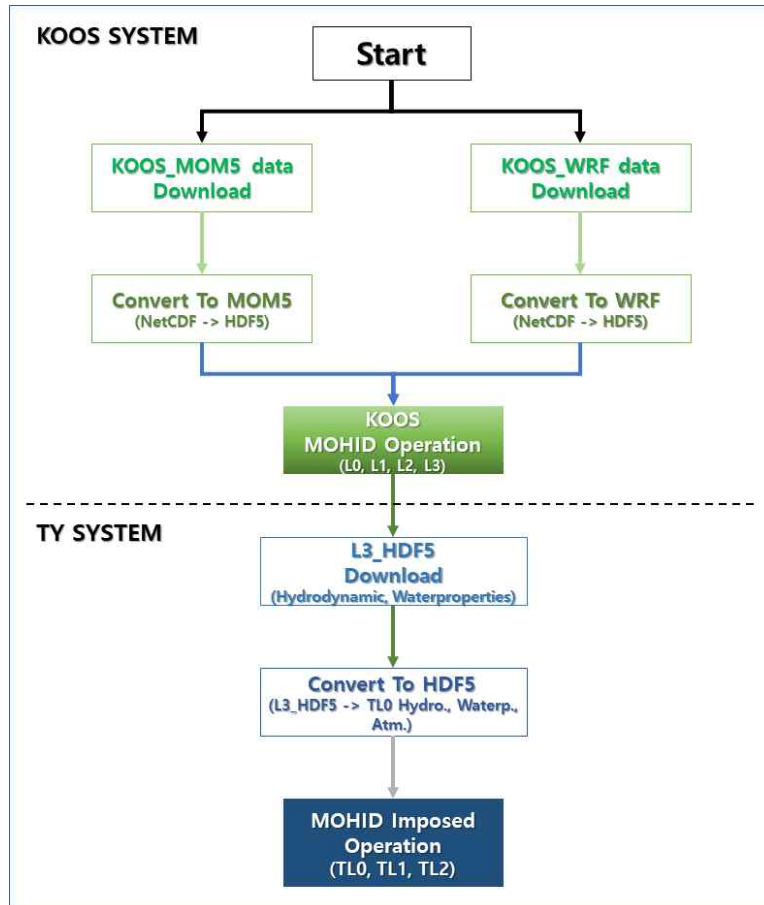 KOOS SYSTEM
Start
KOOS_MOM5 data
Download
KOOS_WRF data
Download
Convert To MOM5
(NetCDF -> HDF5)
Convert To WRF
(NetCDF -> HDF5)
KOOS
MOHID Operation
(L0, L1, L2, L3)
TY SYSTEM
L3_HDF5
Download
(Hydrodynamic, Waterproperties)
Convert To HDF5
(L3_HDF5 -> TL0 Hydro., Waterp.,
Atm.)
MOHID Imposed
Operation
(TL0, TL1, TL2)